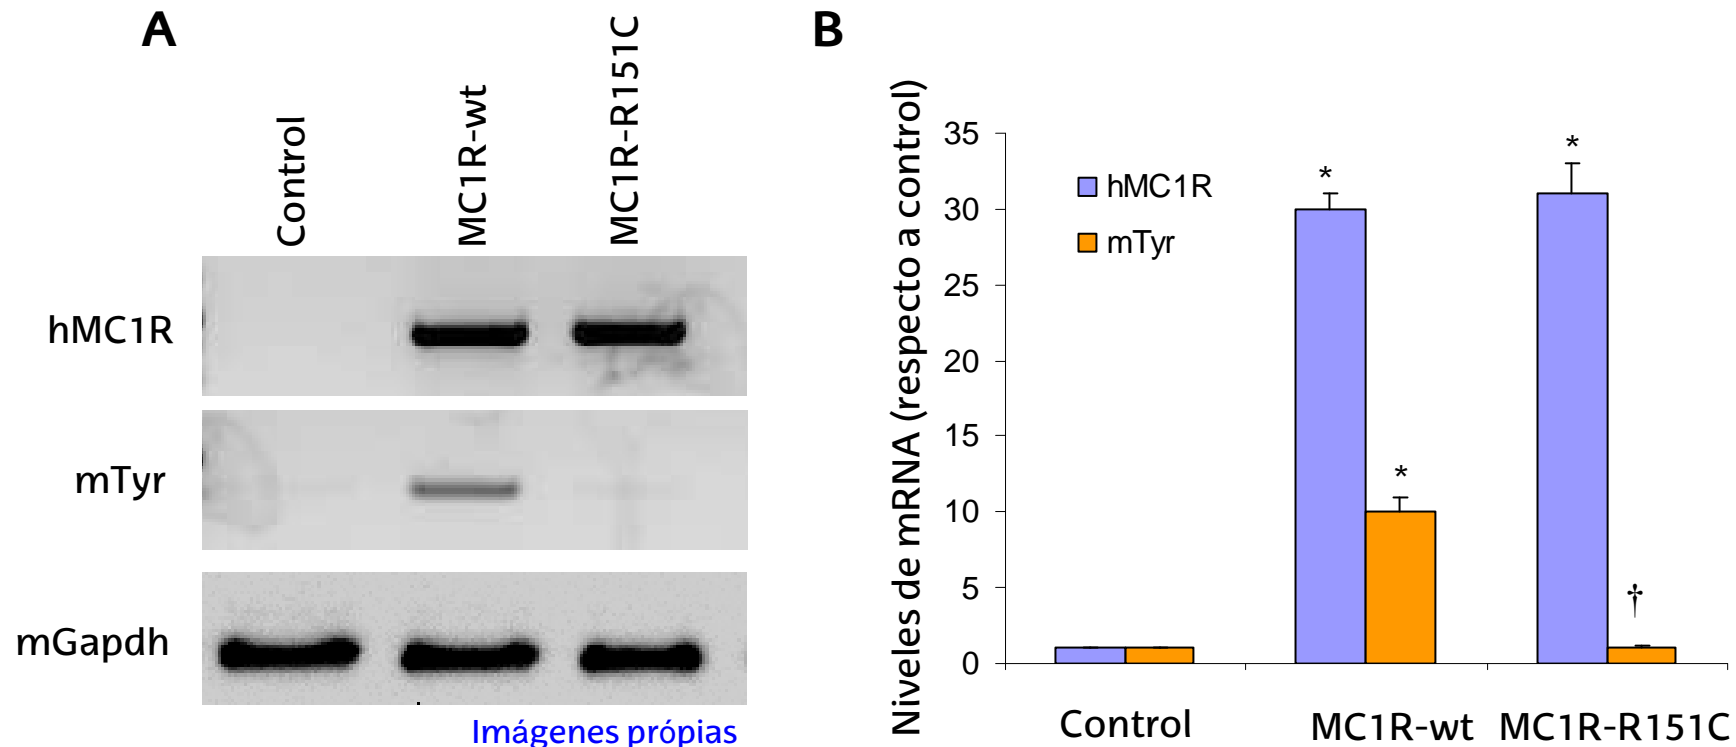 A
Control
MC1R-wt
MC1R-R151C
hMC1R
mTyr
mGapdh
Imágenes própias
B
Niveles de mRNA (respecto a control)
35
30
25
20
15
10
5
0
hMC1R
mTyr
*
*
*
†
Control
MC1R-wt
MC1R-R151C